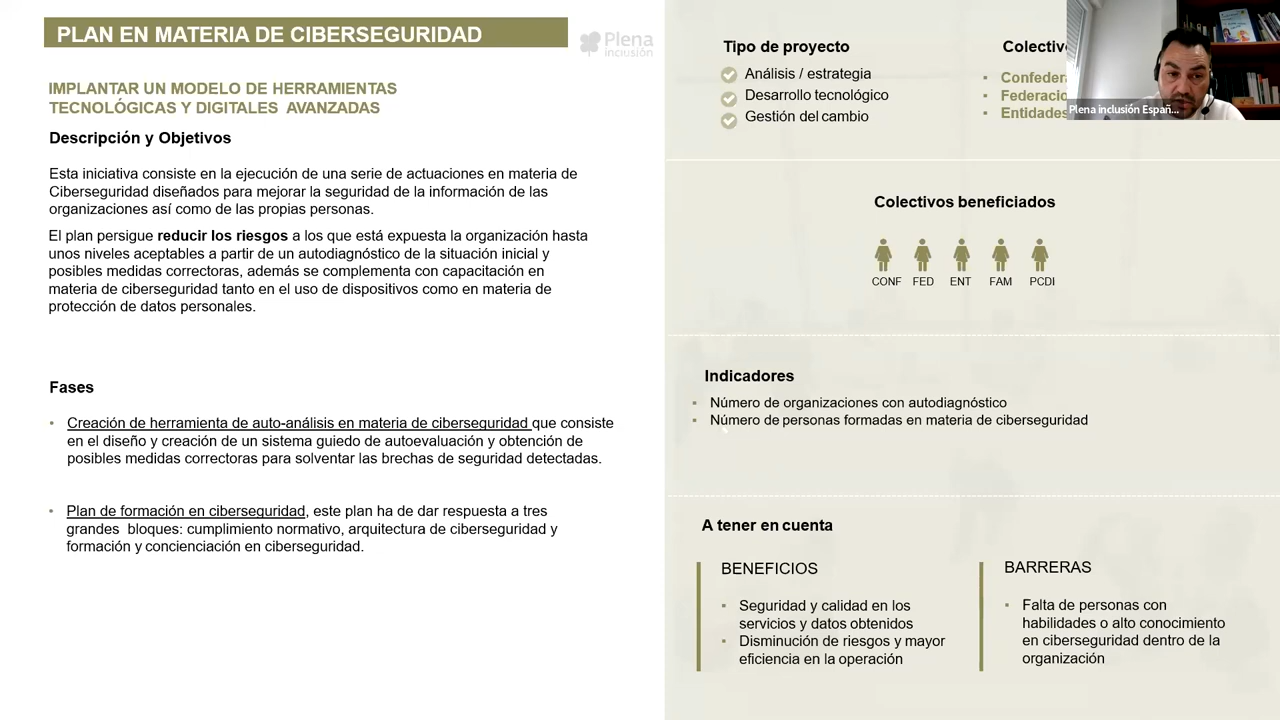 PLAN EN MATERIA DE CIBERSEGURIDAD
Plena
inclusión
IMPLANTAR UN MODELO DE HERRAMIENTAS
TECNOLÓGICAS Y DIGITALES AVANZADAS
Descripción y Objetivos
Esta iniciativa consiste en la ejecución de una serie de actuaciones en materia de
Ciberseguridad diseñados para mejorar la seguridad de la información de las
organizaciones así como de las propias personas.
El plan persigue reducir los riesgos a los que está expuesta la organización hasta
unos niveles aceptables a partir de un autodiagnóstico de la situación inicial y
posibles medidas correctoras, además se complementa con capacitación en
materia de ciberseguridad tanto en el uso de dispositivos como en materia de
protección de datos personales.
Fases
▪ Creación de herramienta de auto-análisis en materia de ciberseguridad que consiste
en el diseño y creación de un sistema guiedo de autoevaluación y obtención de
posibles medidas correctoras para solventar las brechas de seguridad detectadas.
▪ Plan de formación en ciberseguridad, este plan ha de dar respuesta a tres
grandes bloques: cumplimiento normativo, arquitectura de ciberseguridad y
formación y concienciación en ciberseguridad.
Tipo de proyecto
Análisis / estrategia
Desarrollo tecnológico
Gestión del cambio
Colectiv
▪ Confedera
▪ Federacio
▪ Entidades
Plena inclusión Españ...
Colectivos beneficiados
CONF FED ENT FAM PCDI
Indicadores
▪ Número de organizaciones con autodiagnóstico
▪ Número de personas formadas en materia de ciberseguridad
A tener en cuenta
BENEFICIOS
▪ Seguridad y calidad en los
servicios y datos obtenidos
▪ Disminución de riesgos y mayor
eficiencia en la operación
BARRERAS
▪ Falta de personas con
habilidades o alto conocimiento
en ciberseguridad dentro de la
organización